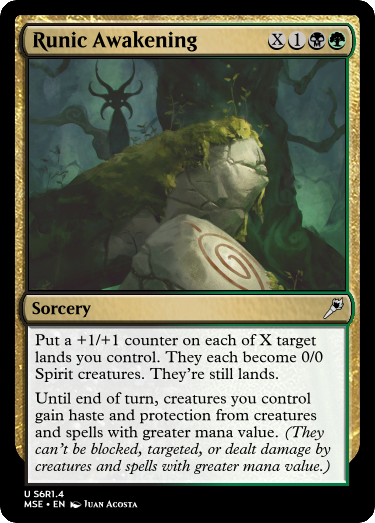 Runic Awakening X 1
Sorcery
Put a +1/+1 counter on each of X target
lands you control. They each become 0/0
Spirit creatures. They're still lands.
Until end of turn, creatures you control
gain haste and protection from creatures
and spells with greater mana value. (They
can't be blocked, targeted, or dealt damage by
creatures and spells with greater mana value.)
U S6R1.4
MSE • EN Juan Acosta